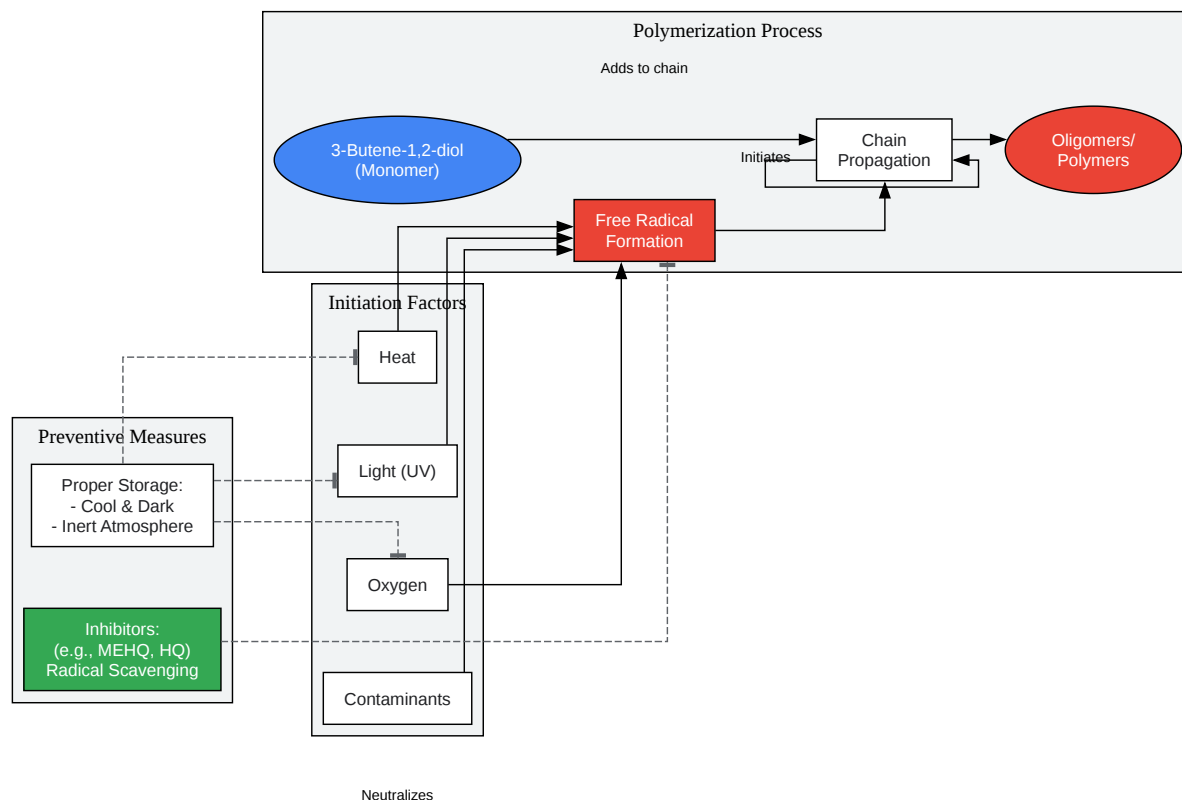 Polymerization Process
Adds to chain
3-Butene-1,2-diol
(Monomer)
Initiates
Chain
Propagation
Oligomers/
Polymers
Free Radical
Formation
Initiation Factors
Heat
Light (UV)
Oxygen
Contaminants
Preventive Measures
Proper Storage:
- Cool & Dark
- Inert Atmosphere
Inhibitors:
(e.g., MEHQ, HQ)
Radical Scavenging
Neutralizes